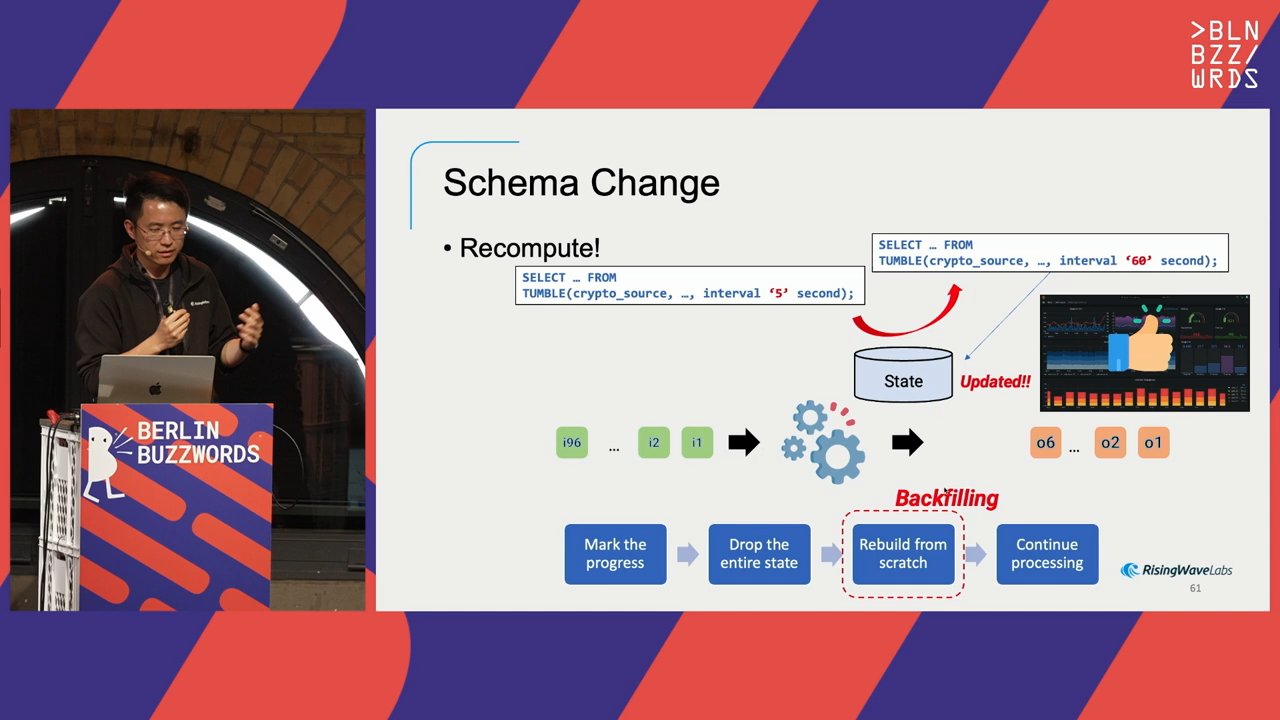 >BLN
BZZ/
WRDS
Schema Change
• Recompute!
SELECT … FROM
TUMBLE(crypto_source, …, interval ‘5’ second);
SELECT … FROM
TUMBLE(crypto_source, …, interval ‘60’ second);
State
Updated!!
i96
...
i2
i1
o6
...
o2
o1
Backfilling
Mark the
progress
Drop the
entire state
Rebuild from
scratch
Continue
processing
RisingWaveLabs
61
BERLIN
BUZZWORDS